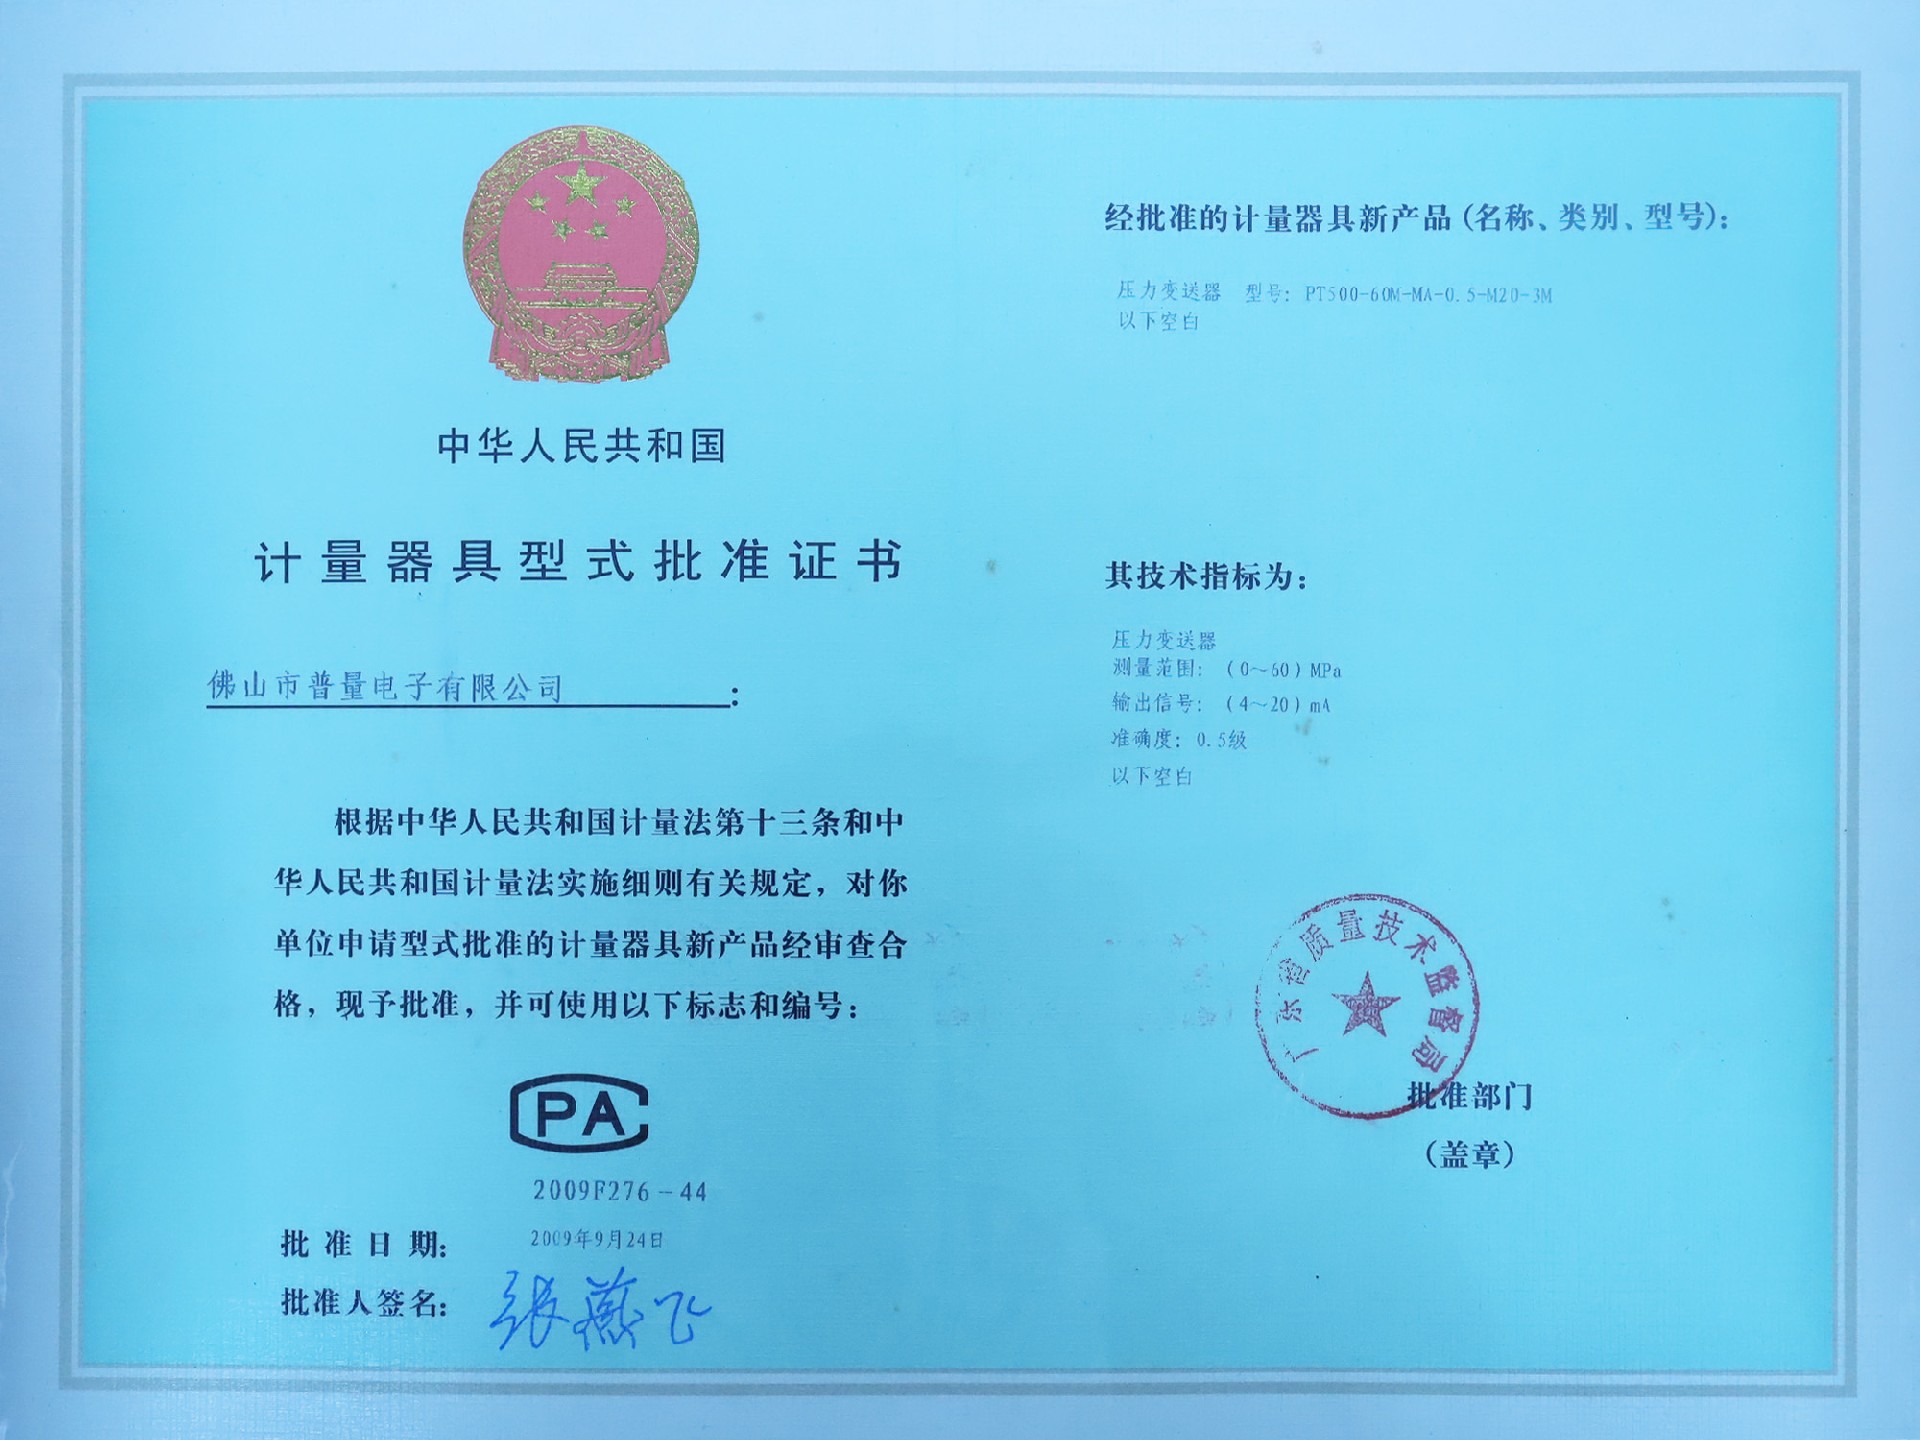 中华人民共和国
计量器具型式批准证书
佛山市普量电子有限公司：
根据中华人民共和国计量法第十三条和中
华人民共和国计量法实施细则有关规定，对你
单位申请型式批准的计量器具新产品经审查合
格，现予批准，并可使用以下标志和编号：
PA
2009F276-44
批准日期：2009年9月24日
批准人签名：张燕飞
经批准的计量器具新产品（名称、类别、型号）：
压力变送器 型号：PT500-60M-MA-0.5-M20-3M
以下空白
其技术指标为：
压力变送器
测量范围：（0～60）MPa
输出信号：（4～20）mA
准确度：0.5级
以下空白
广东省质量技术监督局
批准部门
（盖章）